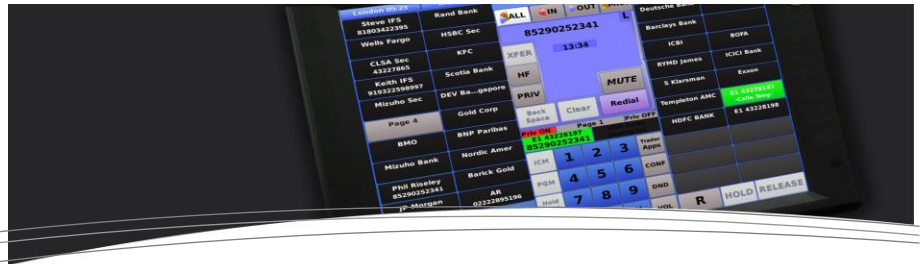 London 05:23
Steve IFS
81803422395
Wells Fargo
CLSA Sec
43227865
Keith IFS
919322598997
Mizuho Sec
Page 4
BMO
Mizuho Bank
Phil Riseley
85290252341
JP Morgan
Rand Bank
HSBC Sec
KFC
Scotia Bank
DEV Ba...gapore
Gold Corp
BNP Paribas
Nordic Amer
Barick Gold
AR
02222895196
ALL
IN
OUT
85290252341
L
13:34
XFER
HF
PRIV
MUTE
Back Space
Clear
Redial
Priv ON
Page 1
Priv OFF
E1 43228197
85290252341
ICM
1
2
3
Trader Apps
PGM
4
5
6
CONF
Hold
7
8
9
DND
VOL
Deutsche
Barclays Bank
ICBI
RYMD James
S Klarsman
Templeton AMC
HDFC BANK
BOFA
ICICI Bank
Exxon
E1 43228197
E1 43228198
R
HOLD
RELEASE